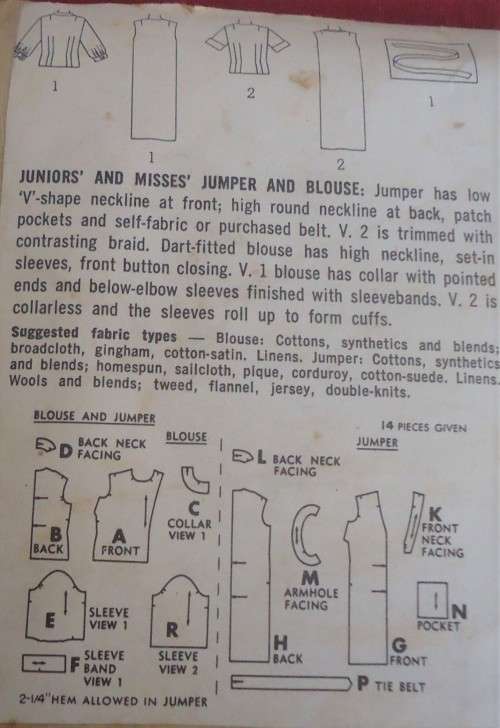 1
2
1
1
2
JUNIORS' AND MISSES' JUMPER AND BLOUSE: Jumper has low
'V'-shape neckline at front; high round neckline at back, patch
pockets and self-fabric or purchased belt. V. 2 is trimmed with
contrasting braid. Dart-fitted blouse has high neckline, set-in
sleeves, front button closing. V. 1 blouse has collar with pointed
ends and below-elbow sleeves finished with sleevebands. V. 2 is
collarless and the sleeves roll up to form cuffs.
Suggested fabric types — Blouse: Cottons, synthetics and blends;
broadcloth, gingham, cotton-satin. Linens. Jumper: Cottons, synthetics
and blends; homespun, sailcloth, pique, corduroy, cotton-suede. Linens.
Wools and blends; tweed, flannel, jersey, double-knits.
BLOUSE AND JUMPER
14 PIECES GIVEN
BLOUSE
JUMPER
D BACK NECK
FACING
L BACK NECK
FACING
B
BACK
A
FRONT
C
COLLAR
VIEW 1
K
FRONT
NECK
FACING
M
ARMHOLE
FACING
E
SLEEVE
VIEW 1
R
SLEEVE
VIEW 2
N
POCKET
H
BACK
G
FRONT
F SLEEVE
BAND
VIEW 1
P TIE BELT
2-1/4"HEM ALLOWED IN JUMPER